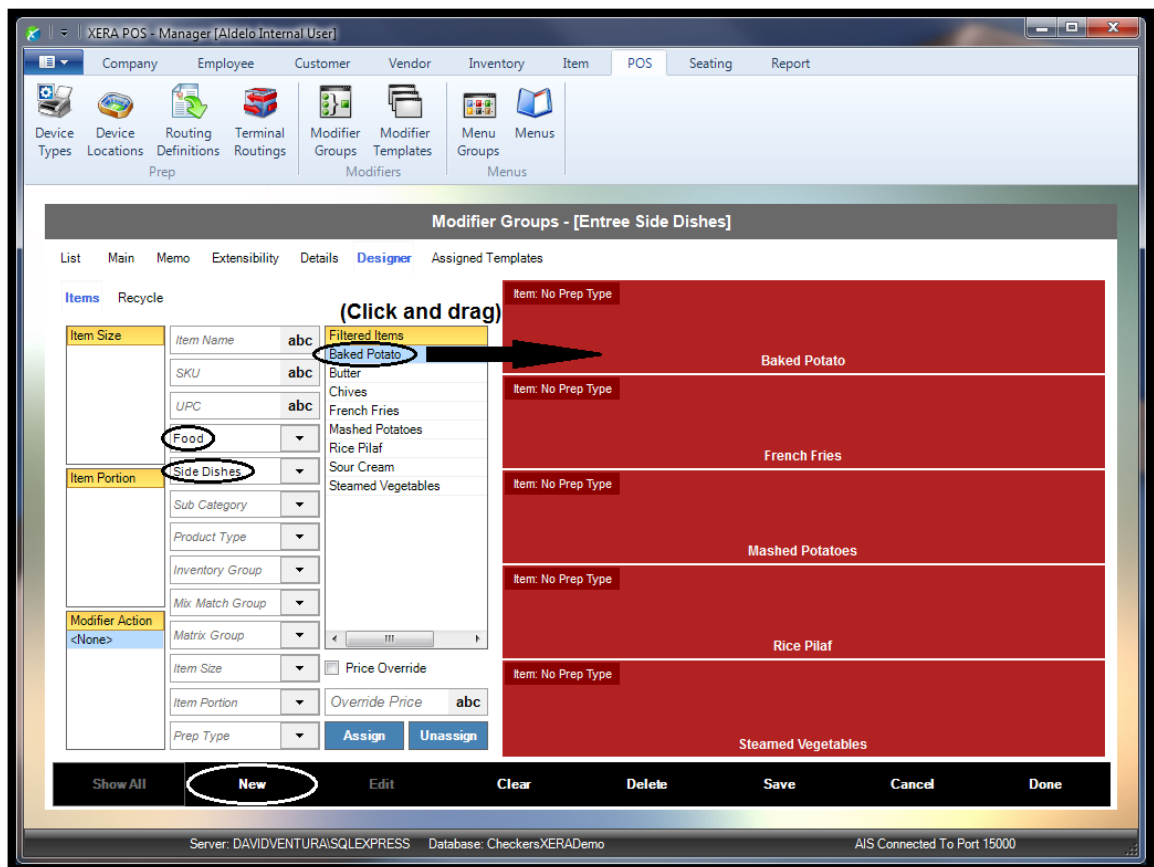 XERA POS - Manager [Aldelo Internal User]
Company Employee Customer Vendor Inventory Item POS Seating Report
Device Types
Device Locations
Routing Definitions
Terminal Routings
Modifier Groups
Modifier Templates
Menu Groups
Menus
Prep
Modifiers
Menus
Modifier Groups - [Entree Side Dishes]
List Main Memo Extensibility Details Designer Assigned Templates
Items Recycle
(Click and drag)
Item Size
Item Portion
Modifier Action
<None>
Item Name abc
SKU abc
UPC abc
Food
Side Dishes
Sub Category
Product Type
Inventory Group
Mix Match Group
Matrix Group
Item Size
Item Portion
Prep Type
Filtered Items
Baked Potato
Butter
Chives
French Fries
Mashed Potatoes
Rice Pilaf
Sour Cream
Steamed Vegetables
Price Override
Override Price abc
Assign Unassign
Item: No Prep Type
Baked Potato
Item: No Prep Type
French Fries
Item: No Prep Type
Mashed Potatoes
Item: No Prep Type
Rice Pilaf
Item: No Prep Type
Steamed Vegetables
Show All New Edit Clear Delete Save Cancel Done
Server: DAVIDVENTURA\SQLEXPRESS Database: CheckersXERADemo AIS Connected To Port 15000